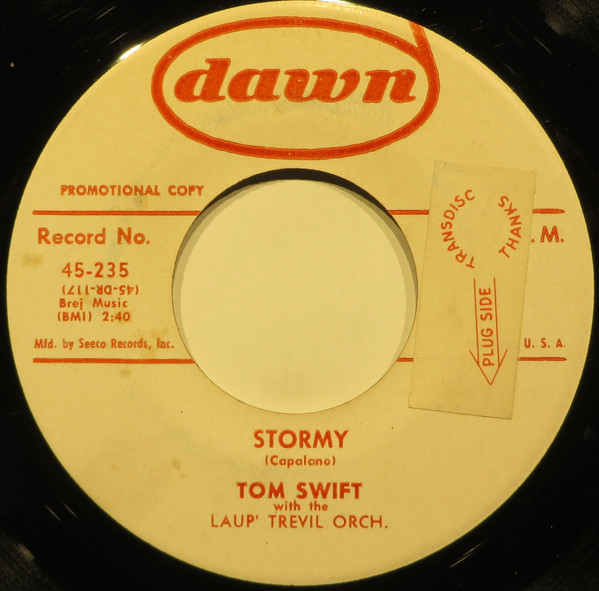 dawn
PROMOTIONAL COPY
Record No.
45-235
(45-DR-117)
Brej Music
(BMI) 2:40
Mfd. by Seeco Records, Inc.
TRANSDISC
THANKS
PLUG SIDE
. M.
U. S. A.
STORMY
(Capalano)
TOM SWIFT
with the
LAUP' TREVIL ORCH.